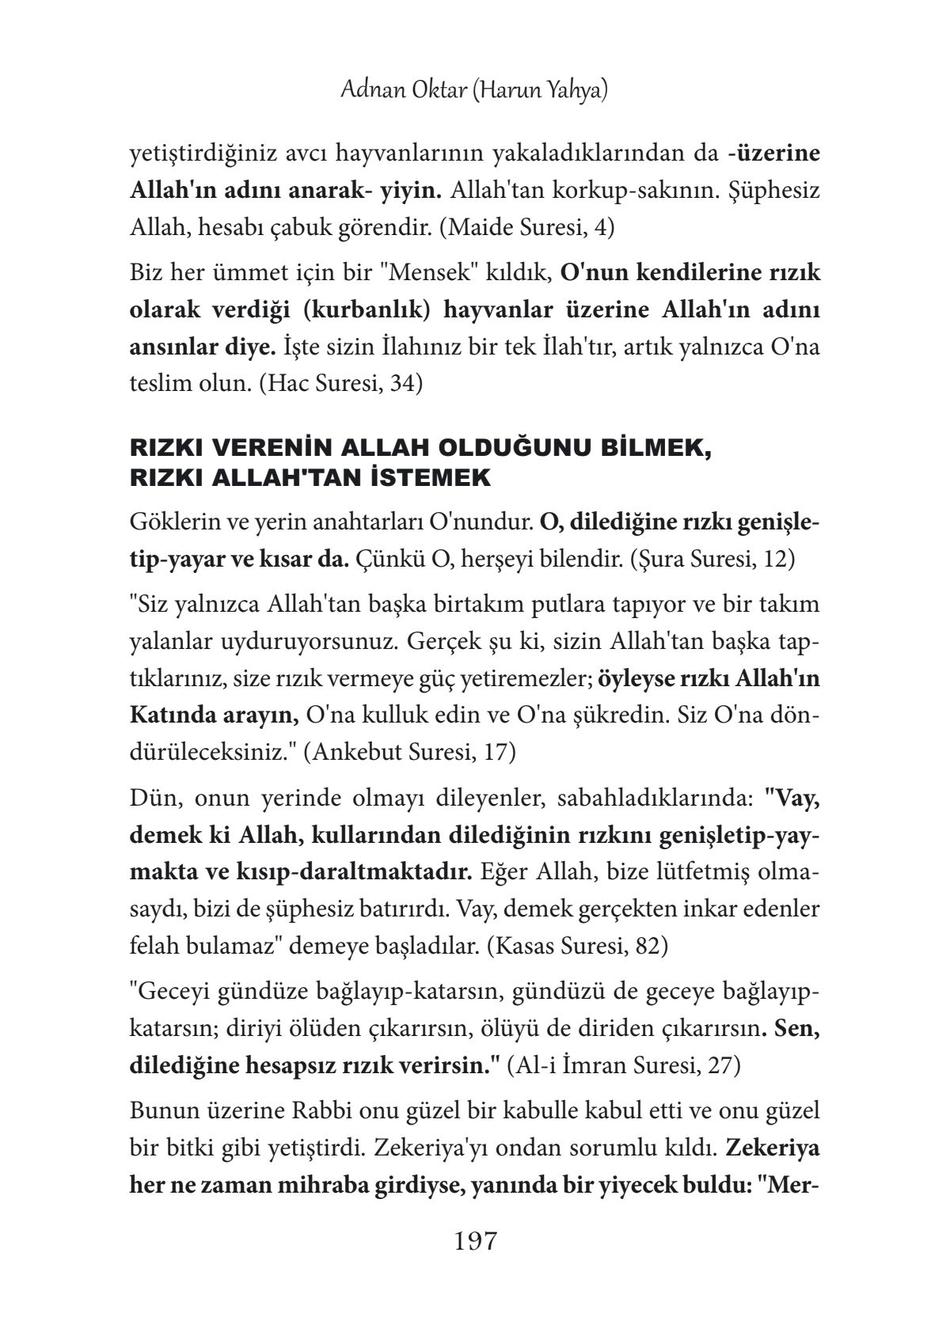 Adnan Oktar (Harun Yahya)
yetiştirdiğiniz avcı hayvanlarının yakaladıklarından da -üzerine
Allah'ın adını anarak- yiyin. Allah'tan korkup-sakının. Şüphesiz
Allah, hesabı çabuk görendir. (Maide Suresi, 4)
Biz her ümmet için bir "Mensek" kıldık, O'nun kendilerine rızık
olarak verdiği (kurbanlık) hayvanlar üzerine Allah'ın adını
ansınlar diye. İşte sizin İlahınız bir tek İlah'tır, artık yalnızca O'na
teslim olun. (Hac Suresi, 34)
RIZKI VERENİN ALLAH OLDUĞUNU BİLMEK,
RIZKI ALLAH'TAN İSTEMEK
Göklerin ve yerin anahtarları O'nundur. O, dilediğine rızkı genişle-
tip-yayar ve kısar da. Çünkü O, herşeyi bilendir. (Şura Suresi, 12)
"Siz yalnızca Allah'tan başka birtakım putlara tapıyor ve bir takım
yalanlar uyduruyorsunuz. Gerçek şu ki, sizin Allah'tan başka tap-
tıklarınız, size rızık vermeye güç yetiremezler; öyleyse rızkı Allah'ın
Katında arayın, O'na kulluk edin ve O'na şükredin. Siz O'na dön-
dürüleceksiniz." (Ankebut Suresi, 17)
Dün, onun yerinde olmayı dileyenler, sabahladıklarında: "Vay,
demek ki Allah, kullarından dilediğinin rızkını genişletip-yay-
makta ve kısıp-daraltmaktadır. Eğer Allah, bize lütfetmiş olma-
saydı, bizi de şüphesiz batırırdı. Vay, demek gerçekten inkar edenler
felah bulamaz" demeye başladılar. (Kasas Suresi, 82)
"Geceyi gündüze bağlayıp-katarsın, gündüzü de geceye bağlayıp-
katarsın; diriyi ölüden çıkarırsın, ölüyü de diriden çıkarırsın. Sen,
dilediğine hesapsız rızık verirsin." (Al-i İmran Suresi, 27)
Bunun üzerine Rabbi onu güzel bir kabulle kabul etti ve onu güzel
bir bitki gibi yetiştirdi. Zekeriya'yı ondan sorumlu kıldı. Zekeriya
her ne zaman mihraba girdiyse, yanında bir yiyecek buldu: "Mer-
197